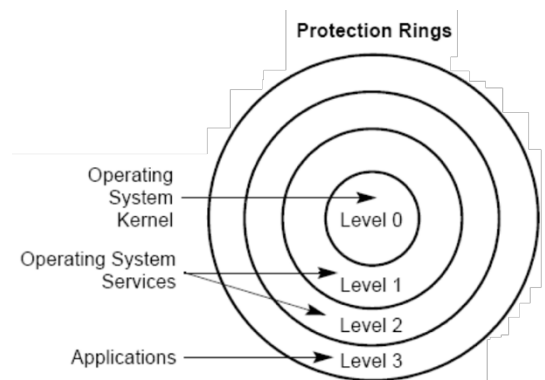 Protection Rings
Operating
System
Kernel
Level 0
Operating System
Services
Level 1
Level 2
Applications
Level 3